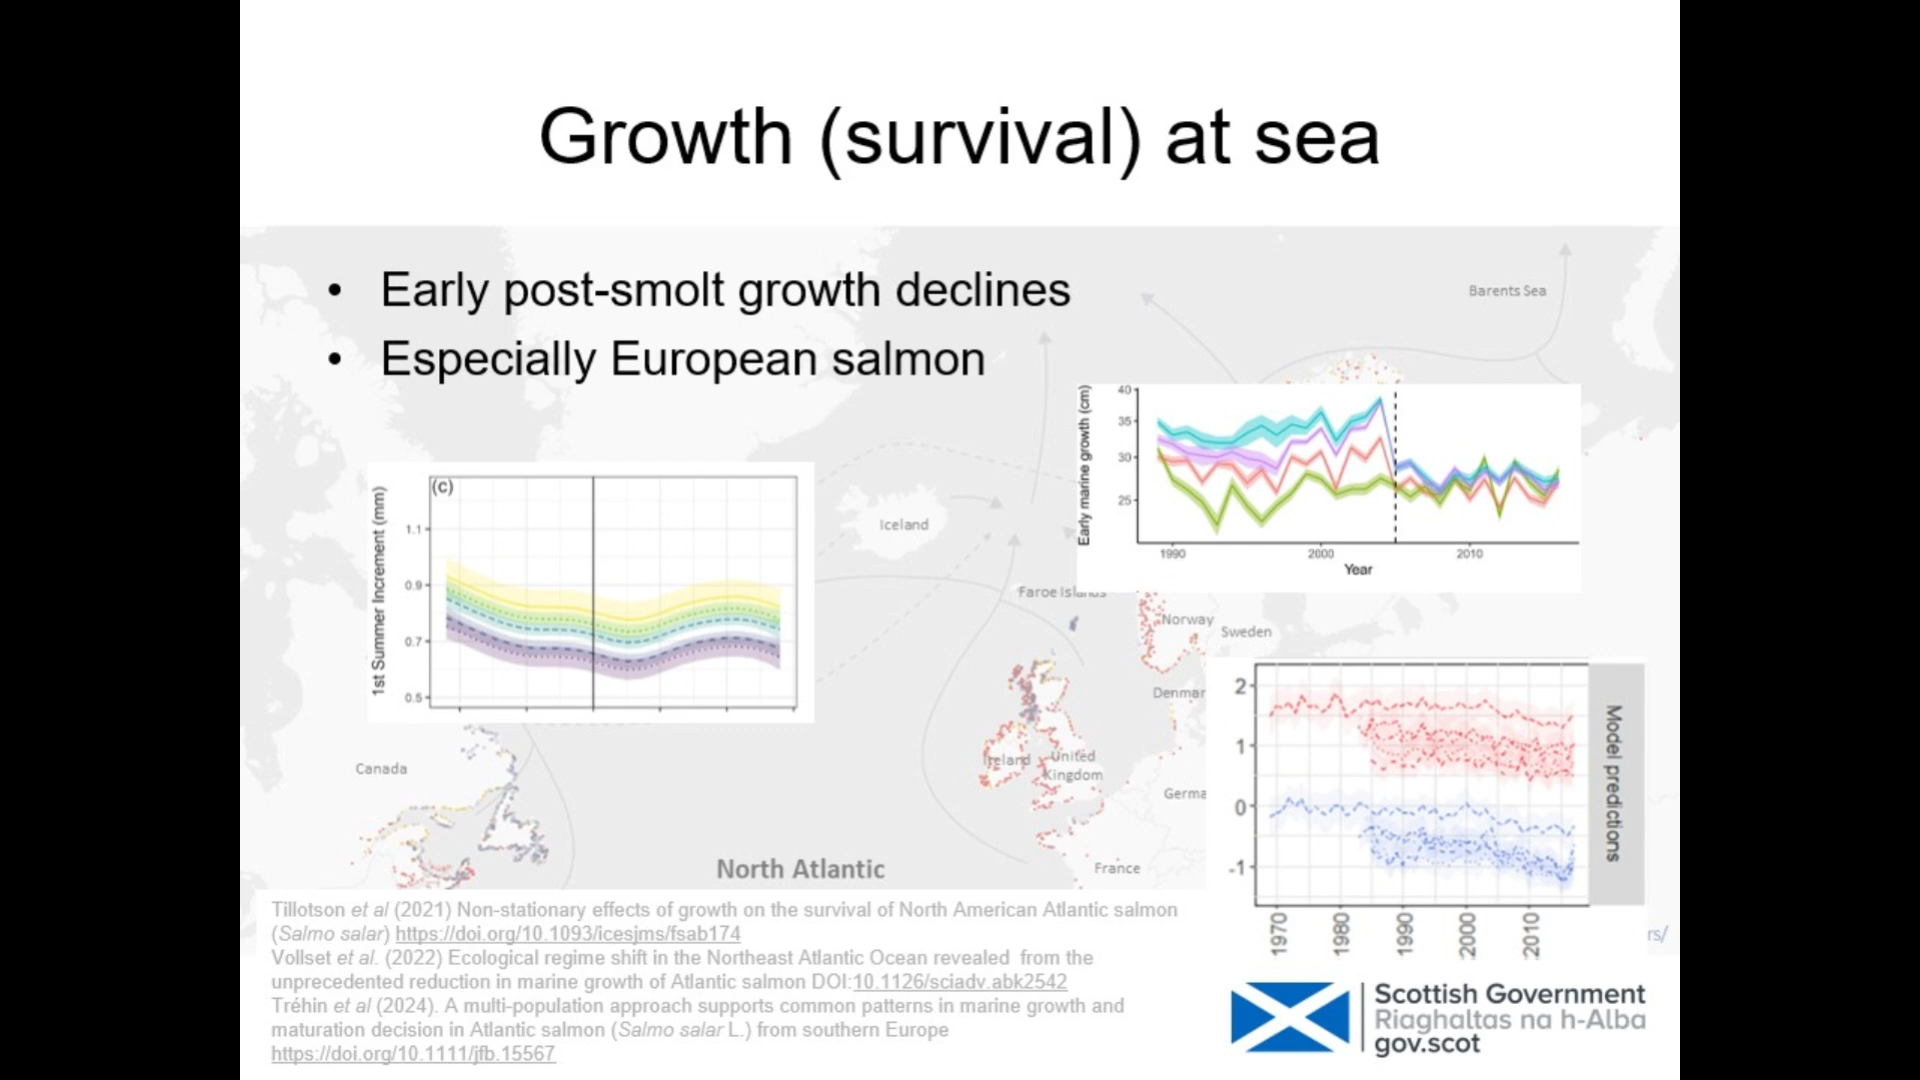 Growth (survival) at sea
• Early post-smolt growth declines
• Especially European salmon
Barents Sea
Early marine growth (cm)
40
35
30
25
1990
2000
2010
Year
(c)
1st Summer Increment (mm)
1.1
0.9
0.7
0.5
Iceland
Norway
Sweden
Denmar
Ireland
United
Kingdom
Germa
France
Canada
North Atlantic
2
1
0
-1
1970
1980
1990
2000
2010
Model predictions
Tillotson et al (2021) Non-stationary effects of growth on the survival of North American Atlantic salmon
(Salmo salar) https://doi.org/10.1093/icesjms/fsab174
Vollset et al. (2022) Ecological regime shift in the Northeast Atlantic Ocean revealed from the
unprecedented reduction in marine growth of Atlantic salmon DOI:10.1126/sciadv.abk2542
Tréhin et al (2024). A multi-population approach supports common patterns in marine growth and
maturation decision in Atlantic salmon (Salmo salar L.) from southern Europe
https://doi.org/10.1111/jfb.15567
rs/
Scottish Government
Riaghaltas na h-Alba
gov.scot